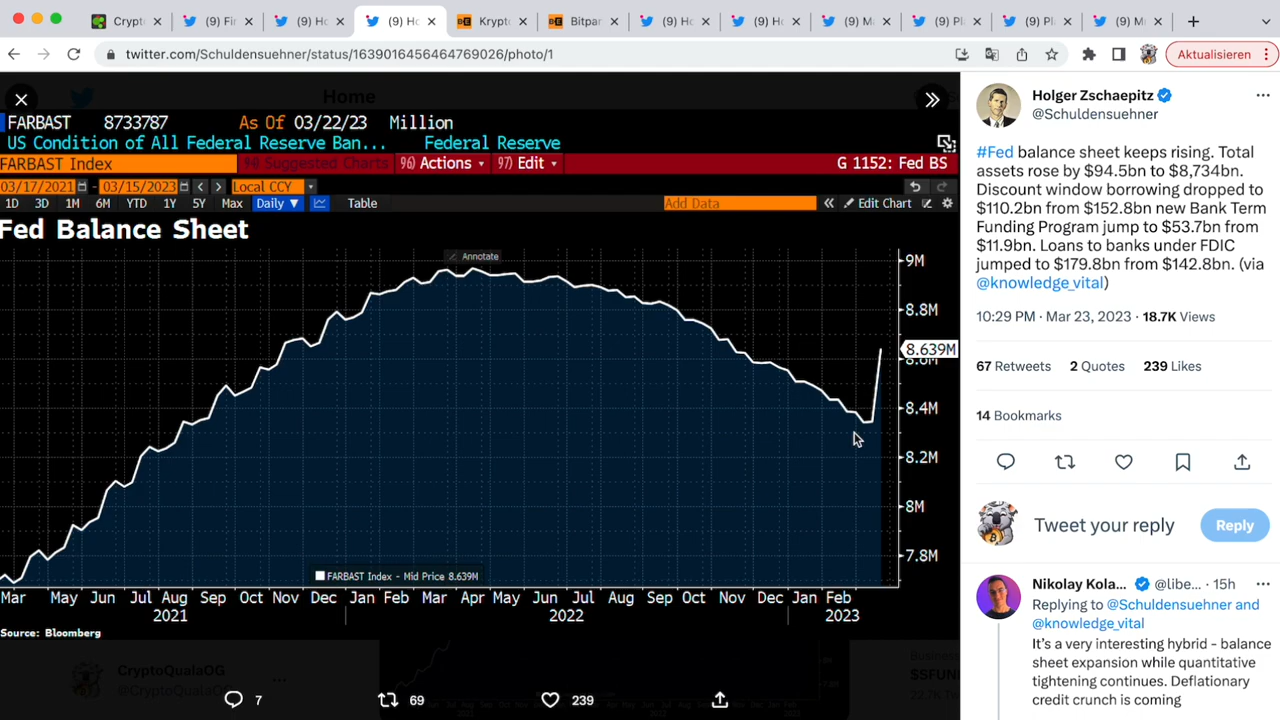 Crypto
(9) Fin
(9) Ho
(9) Ho
Krypto
Bitpan
(9) Ho
(9) Ho
(9) Mo
(9) Pl
(9) Pl
(9) M
twitter.com/Schuldensuehner/status/1639016456464769026/photo/1
Aktualisieren
Home
FARBAST 8733787 As Of 03/22/23 Million
US Condition of All Federal Reserve Ban... Federal Reserve
FARBAST Index 98 Suggested Charts 96) Actions 97) Edit G 1152: Fed BS
03/17/2021 - 03/15/2023 Local CCY
1D 3D 1M 6M YTD 1Y 5Y Max Daily ▼ Table Add Data « Edit Chart
Fed Balance Sheet
Annotate
9M
8.8M
8.639M
8.6M
8.4M
8.2M
8M
7.8M
FARBAST Index - Mid Price 8.639M
Mar May Jun Jul Aug Sep Oct Nov Dec Jan Feb Mar Apr May Jun Jul Aug Sep Oct Nov Dec Jan Feb
2021 2022 2023
Source: Bloomberg
CryptoQualaOG
@CryptoQualaOG
7 69 239
Holger Zschaepitz
@Schuldensuehner
#Fed balance sheet keeps rising. Total
assets rose by $94.5bn to $8,734bn.
Discount window borrowing dropped to
$110.2bn from $152.8bn new Bank Term
Funding Program jump to $53.7bn from
$11.9bn. Loans to banks under FDIC
jumped to $179.8bn from $142.8bn. (via
@knowledge_vital)
10:29 PM · Mar 23, 2023 · 18.7K Views
67 Retweets 2 Quotes 239 Likes
14 Bookmarks
Tweet your reply
Reply
Nikolay Kola... @libe... · 15h
Replying to @Schuldensuehner and
@knowledge_vital
It's a very interesting hybrid - balance
sheet expansion while quantitative
tightening continues. Deflationary
credit crunch is coming